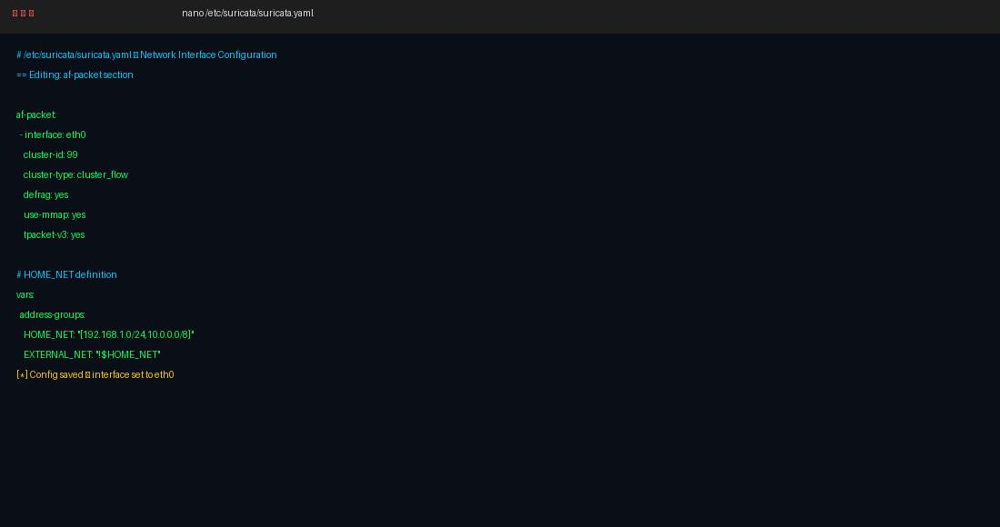 nano /etc/suricata/suricata.yaml
# /etc/suricata/suricata.yaml Network Interface Configuration
== Editing: af-packet section
af-packet:
- interface: eth0
cluster-id: 99
cluster-type: cluster_flow
defrag: yes
use-mmap: yes
tpacket-v3: yes
# HOME_NET definition
vars:
address-groups:
HOME_NET: "[192.168.1.0/24,10.0.0.0/8]"
EXTERNAL_NET: "!$HOME_NET"
[*] Config saved interface set to eth0